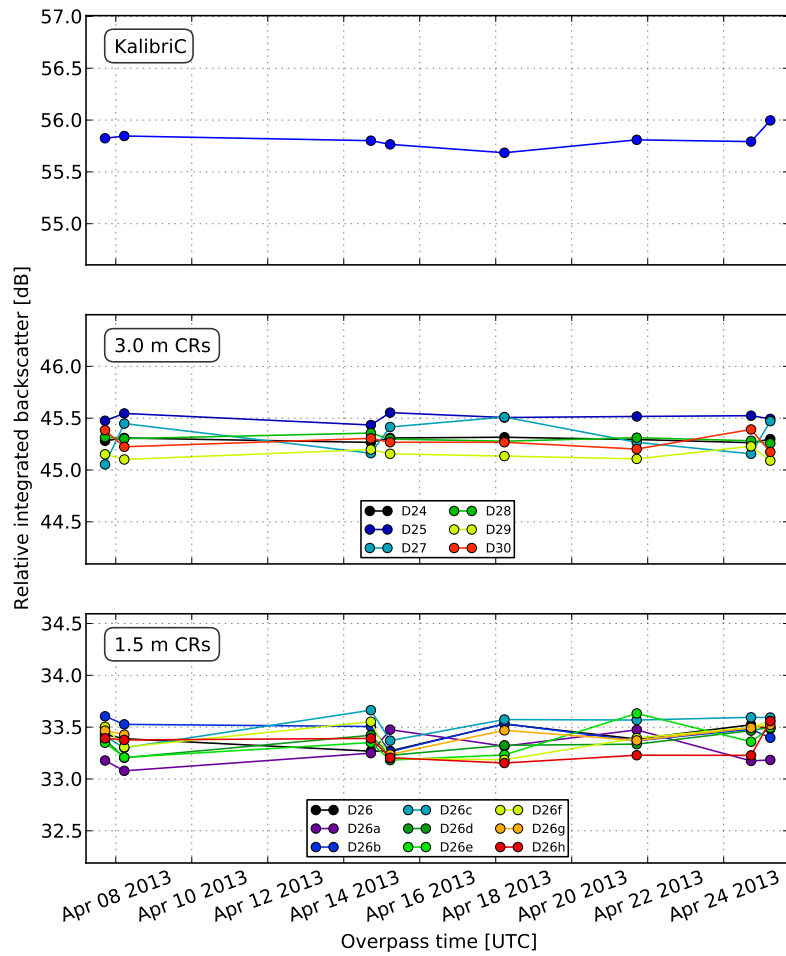 57.0
KalibriC
56.5
56.0
55.5
55.0
Relative integrated backscatter [dB]
3.0 m CRs
46.0
45.5
45.0
44.5
D24 D28
D25 D29
D27 D30
34.5
1.5 m CRs
34.0
33.5
33.0
32.5
D26 D26c D26f
D26a D26d D26g
D26b D26e D26h
Apr 08 2013 Apr 10 2013 Apr 12 2013 Apr 14 2013 Apr 16 2013 Apr 18 2013 Apr 20 2013 Apr 22 2013 Apr 24 2013
Overpass time [UTC]